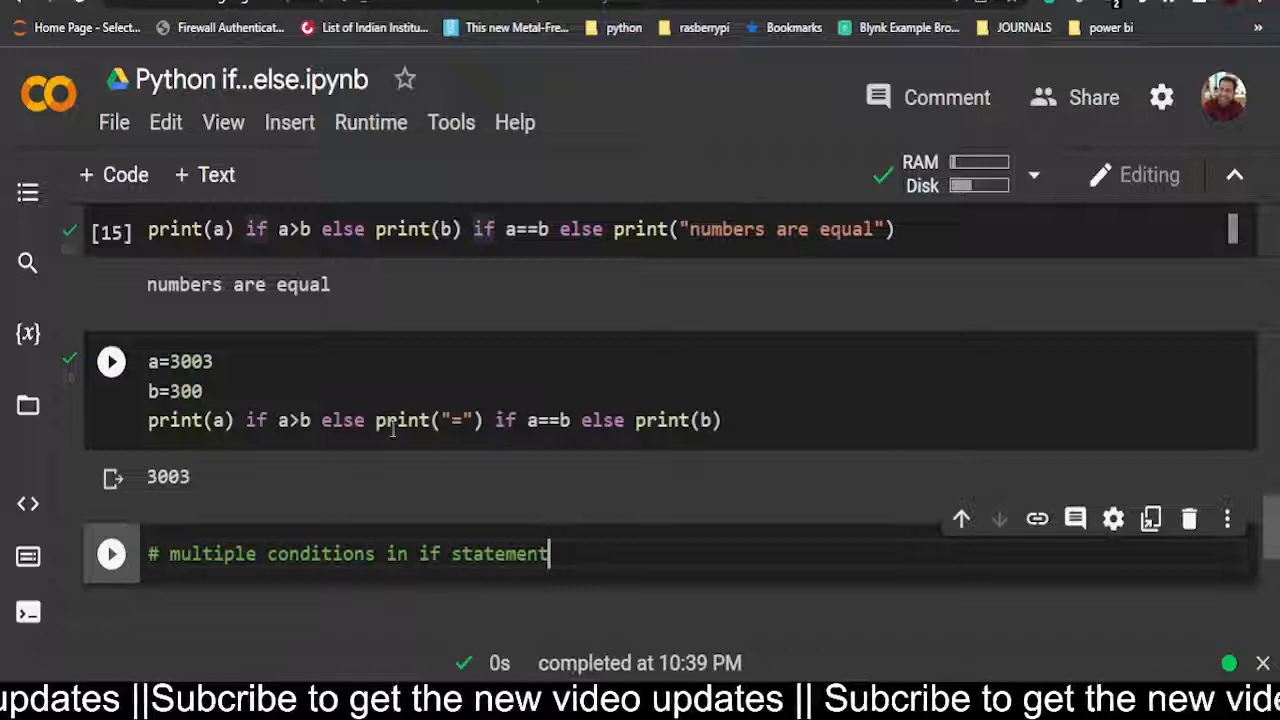 Home Page - Select...
Firewall Authenticat...
List of Indian Institu...
This new Metal-Fre...
python
rasberrypi
Bookmarks
Blynk Example Bro...
JOURNALS
power bi
»
Python if...else.ipynb
Comment
Share
File Edit View Insert Runtime Tools Help
+ Code + Text
RAM
Disk
Editing
[15] print(a) if a>b else print(b) if a==b else print("numbers are equal")
numbers are equal
{x}
a=3003
b=300
print(a) if a>b else print("=") if a==b else print(b)
3003
# multiple conditions in if statement
0s completed at 10:39 PM
updates ||Subcribe to get the new video updates || Subcribe to get the new vide